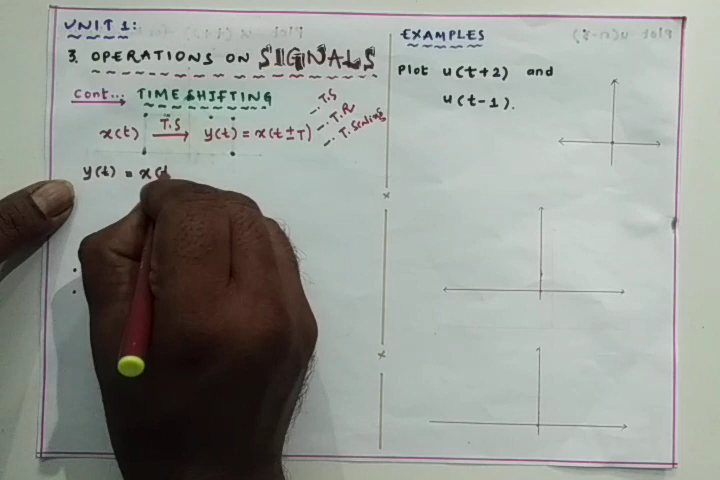 UNIT 1:
3. OPERATIONS ON SIGNALS
Cont... TIME SHIFTING
x(t) T.S → y(t) = x(t ± T)
- T.S
- T.R
- T. Scaling
y(t) = x(t
EXAMPLES
Plot u(t+2) and
u(t-1).